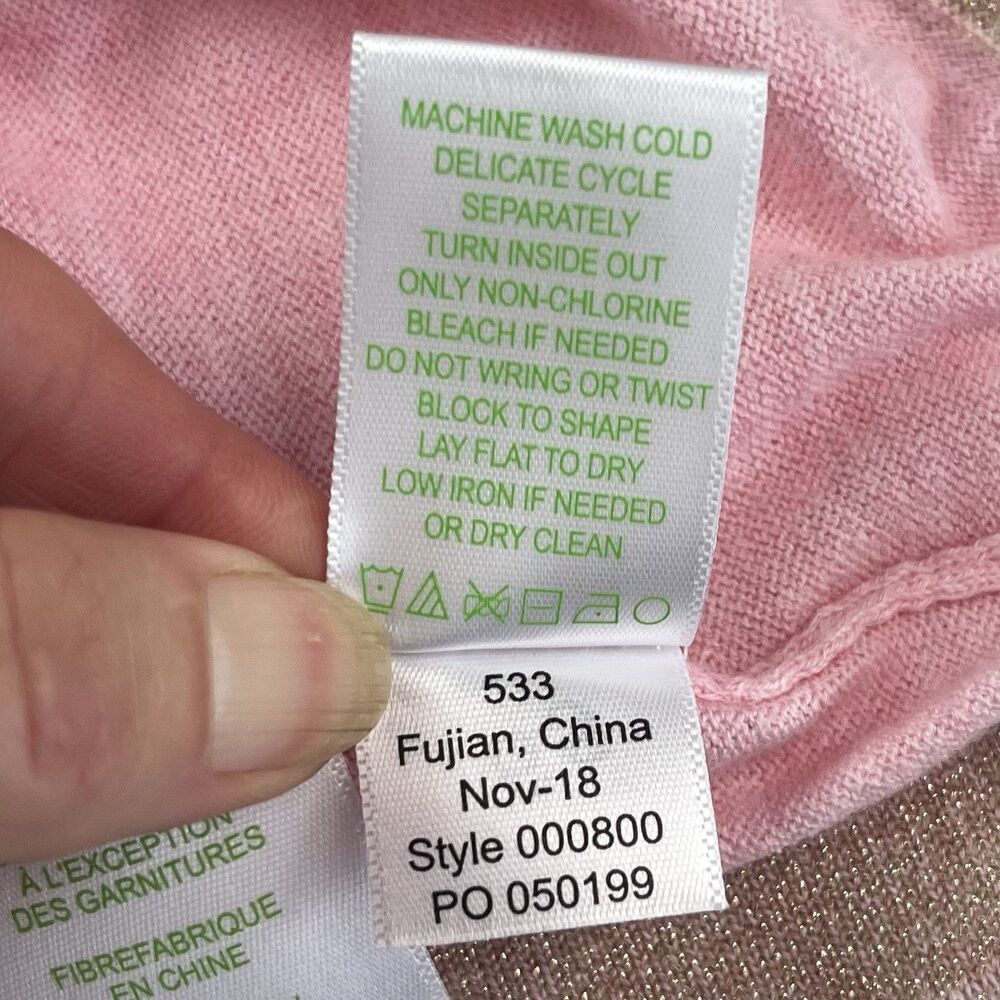 MACHINE WASH COLD
DELICATE CYCLE
SEPARATELY
TURN INSIDE OUT
ONLY NON-CHLORINE
BLEACH IF NEEDED
DO NOT WRING OR TWIST
BLOCK TO SHAPE
LAY FLAT TO DRY
LOW IRON IF NEEDED
OR DRY CLEAN
533
Fujian, China
Nov-18
Style 000800
PO 050199
À L'EXCEPTION
DES GARNITURES
FIBREFABRIQUE
EN CHINE